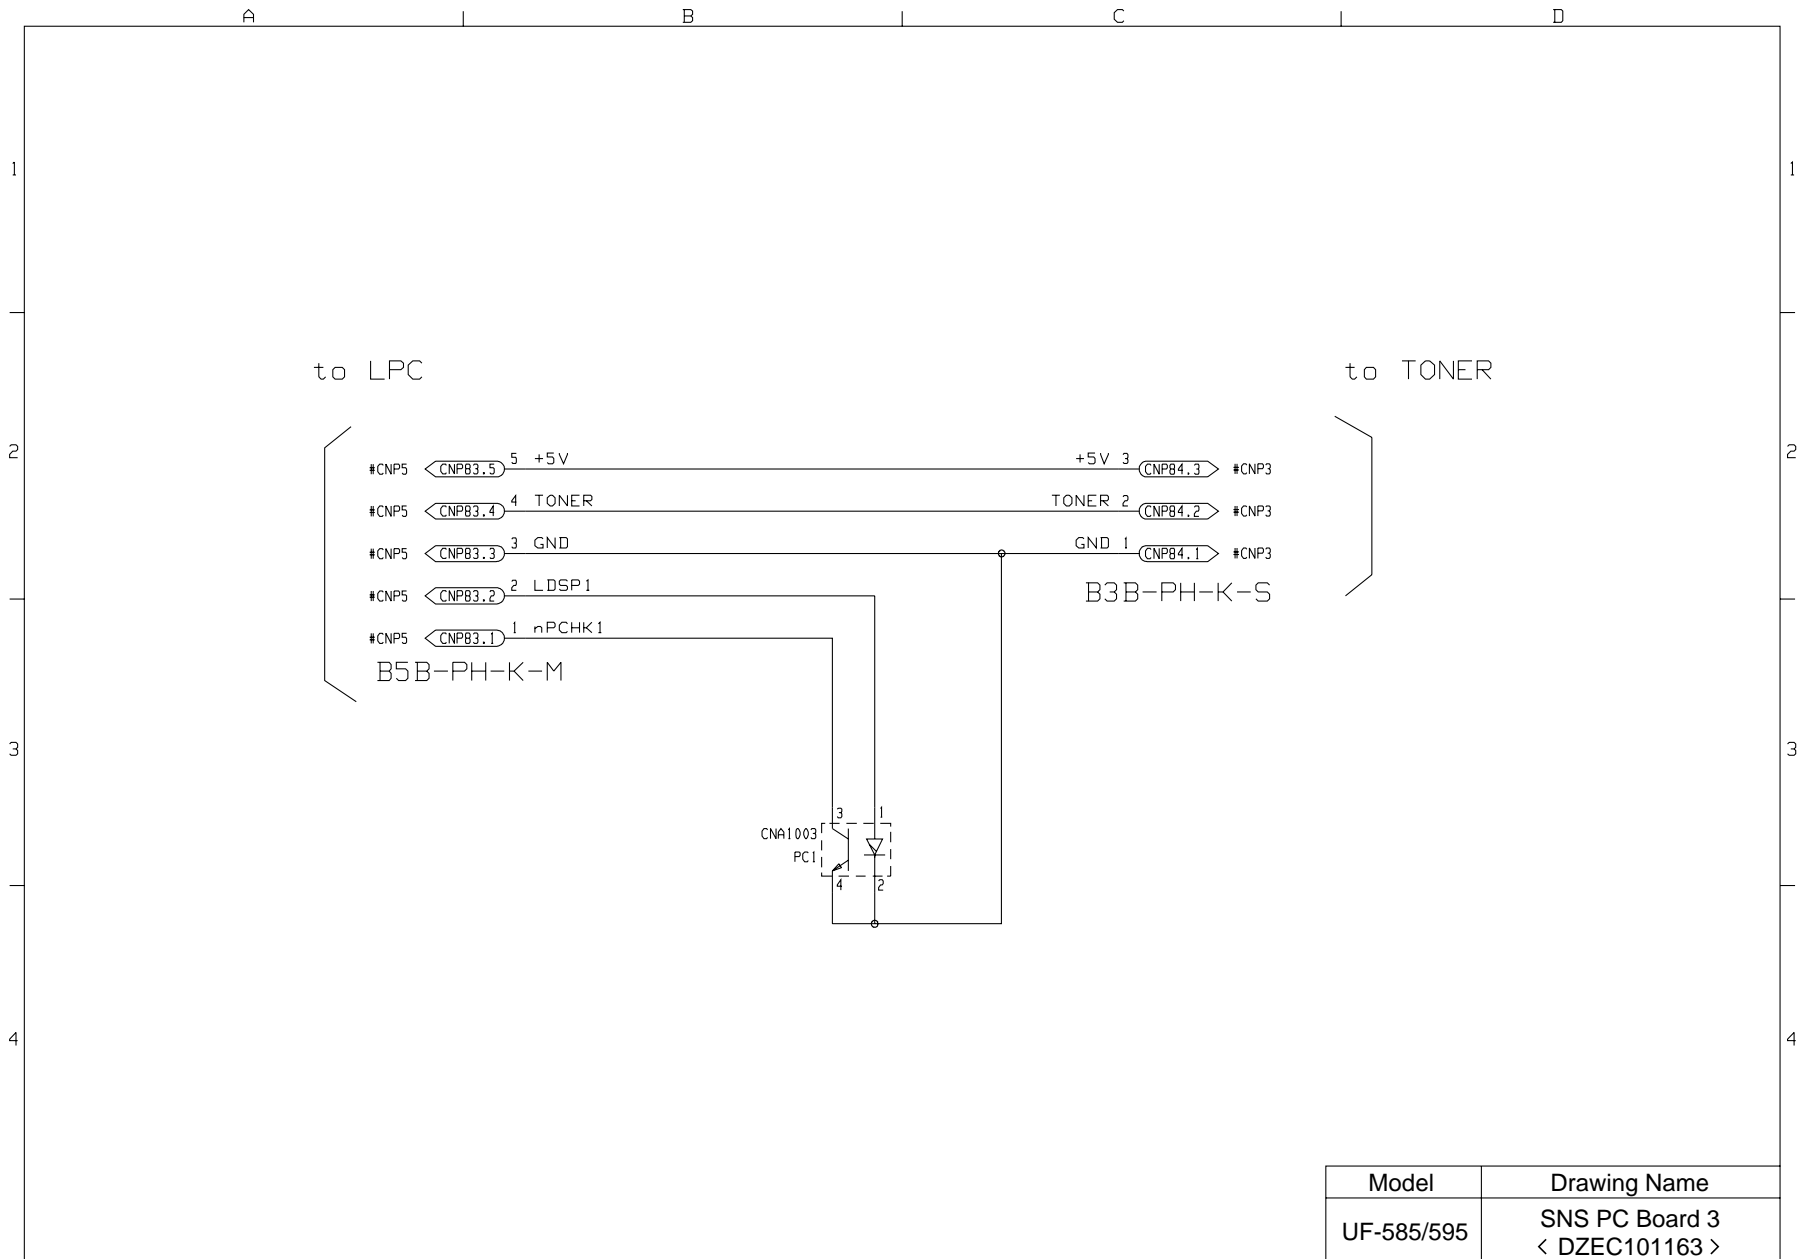 A B C D
1 1
to LPC to TONER
2 2
#CNP5 CNP83.5 5 +5V +5V 3 CNP84.3 #CNP3
#CNP5 CNP83.4 4 TONER TONER 2 CNP84.2 #CNP3
#CNP5 CNP83.3 3 GND GND 1 CNP84.1 #CNP3
#CNP5 CNP83.2 2 LDSP1 B3B-PH-K-S
#CNP5 CNP83.1 1 nPCHK1
B5B-PH-K-M
3 3
3 1
CNA1003
PC1
4 2
4 4
Model Drawing Name
UF-585/595 SNS PC Board 3
< DZEC101163 >